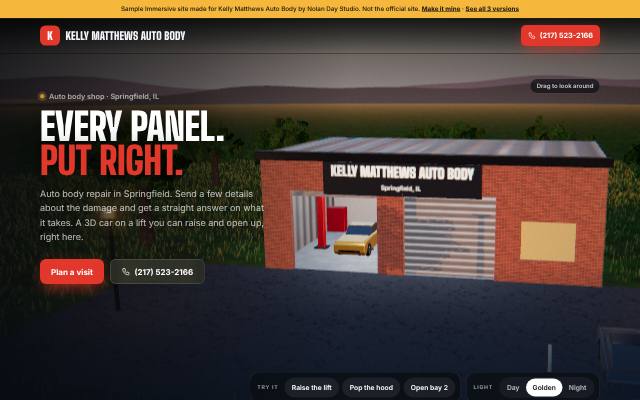 Sample Immersive site made for Kelly Matthews Auto Body by Nolan Day Studio. Not the official site. Make it mine · See all 3 versions
K KELLY MATTHEWS AUTO BODY
(217) 523-2166
Drag to look around
Auto body shop · Springfield, IL
EVERY PANEL.
PUT RIGHT.
Auto body repair in Springfield. Send a few details
about the damage and get a straight answer on what
it takes. A 3D car on a lift you can raise and open up,
right here.
Plan a visit
(217) 523-2166
KELLY MATTHEWS AUTO BODY
Springfield, IL
TRY IT Raise the lift Pop the hood Open bay 2
LIGHT Day Golden Night